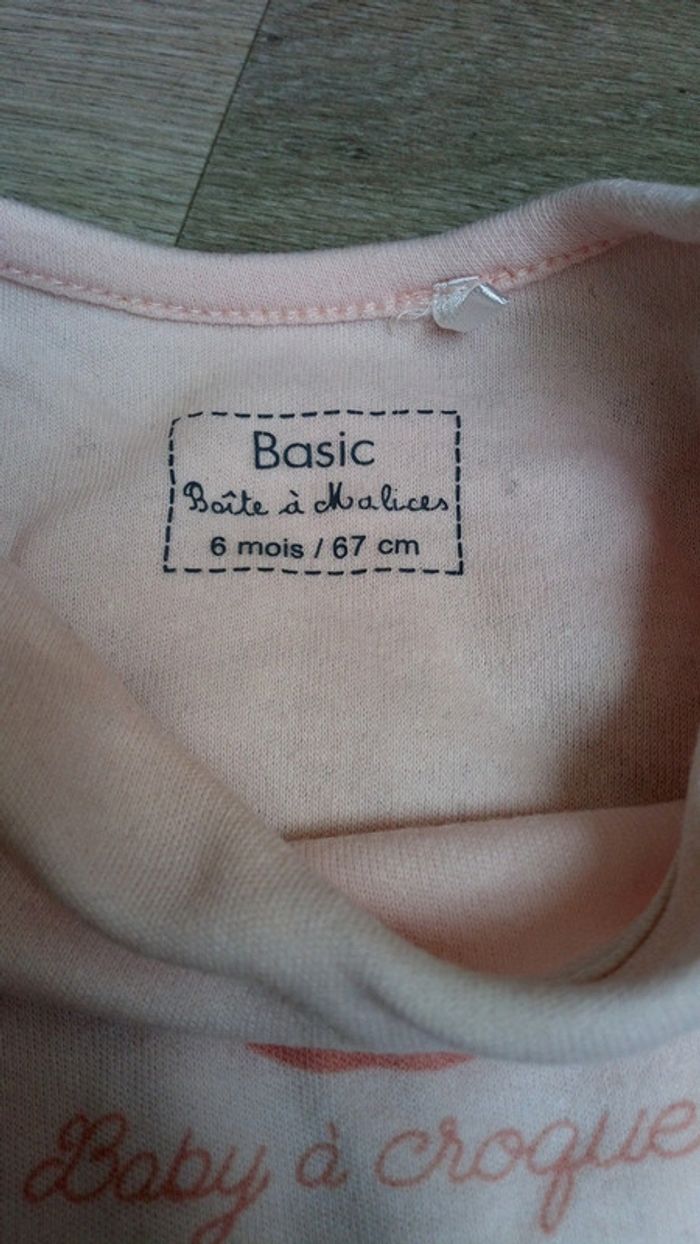 Basic
Boîte à Malices
6 mois / 67 cm
Baby à croque